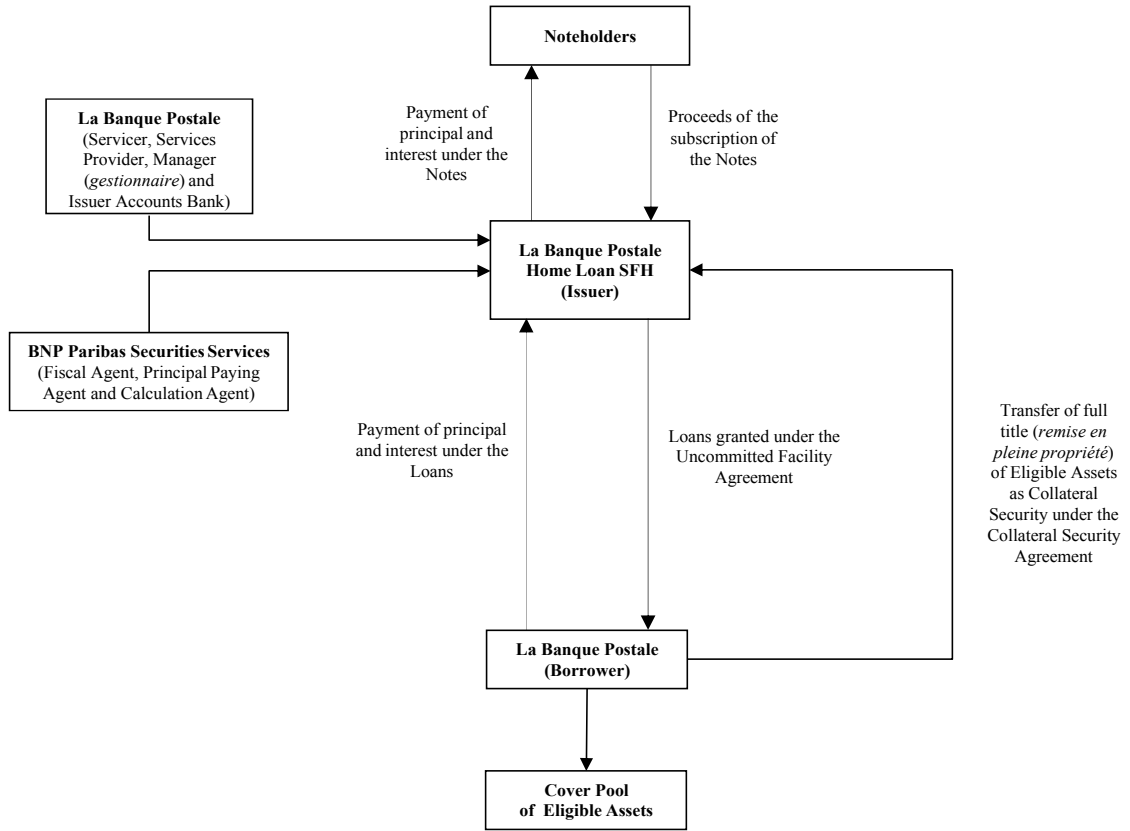 Noteholders
La Banque Postale
(Servicer, Services
Provider, Manager
(gestionnaire) and
Issuer Accounts Bank)
Payment of
principal and
interest under the
Notes
Proceeds of the
subscription of
the Notes
La Banque Postale
Home Loan SFH
(Issuer)
BNP Paribas Securities Services
(Fiscal Agent, Principal Paying
Agent and Calculation Agent)
Payment of principal
and interest under the
Loans
Loans granted under the
Uncommitted Facility
Agreement
Transfer of full
title (remise en
pleine propriété)
of Eligible Assets
as Collateral
Security under the
Collateral Security
Agreement
La Banque Postale
(Borrower)
Cover Pool
of Eligible Assets